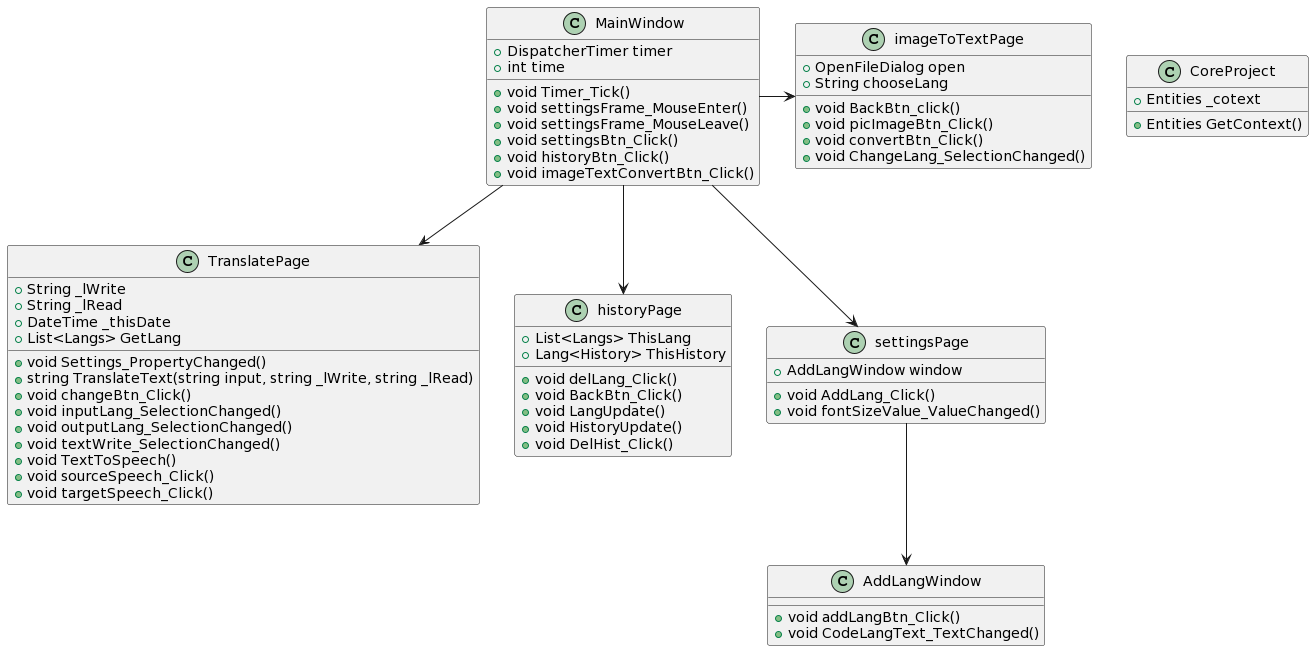 C MainWindow
DispatcherTimer timer
int time
void Timer_Tick()
void settingsFrame_MouseEnter()
void settingsFrame_MouseLeave()
void settingsBtn_Click()
void historyBtn_Click()
void imageTextConvertBtn_Click()
C imageToTextPage
OpenFileDialog open
String chooseLang
void BackBtn_click()
void picImageBtn_Click()
void convertBtn_Click()
void ChangeLang_SelectionChanged()
C CoreProject
Entities _cotext
Entities GetContext()
C TranslatePage
String _lWrite
String _lRead
DateTime _thisDate
List<Langs> GetLang
void Settings_PropertyChanged()
string TranslateText(string input, string _lWrite, string _lRead)
void changeBtn_Click()
void inputLang_SelectionChanged()
void outputLang_SelectionChanged()
void textWrite_SelectionChanged()
void TextToSpeech()
void sourceSpeech_Click()
void targetSpeech_Click()
C historyPage
List<Langs> ThisLang
Lang<History> ThisHistory
void delLang_Click()
void BackBtn_Click()
void LangUpdate()
void HistoryUpdate()
void DelHist_Click()
C settingsPage
AddLangWindow window
void AddLang_Click()
void fontSizeValue_ValueChanged()
C AddLangWindow
void addLangBtn_Click()
void CodeLangText_TextChanged()